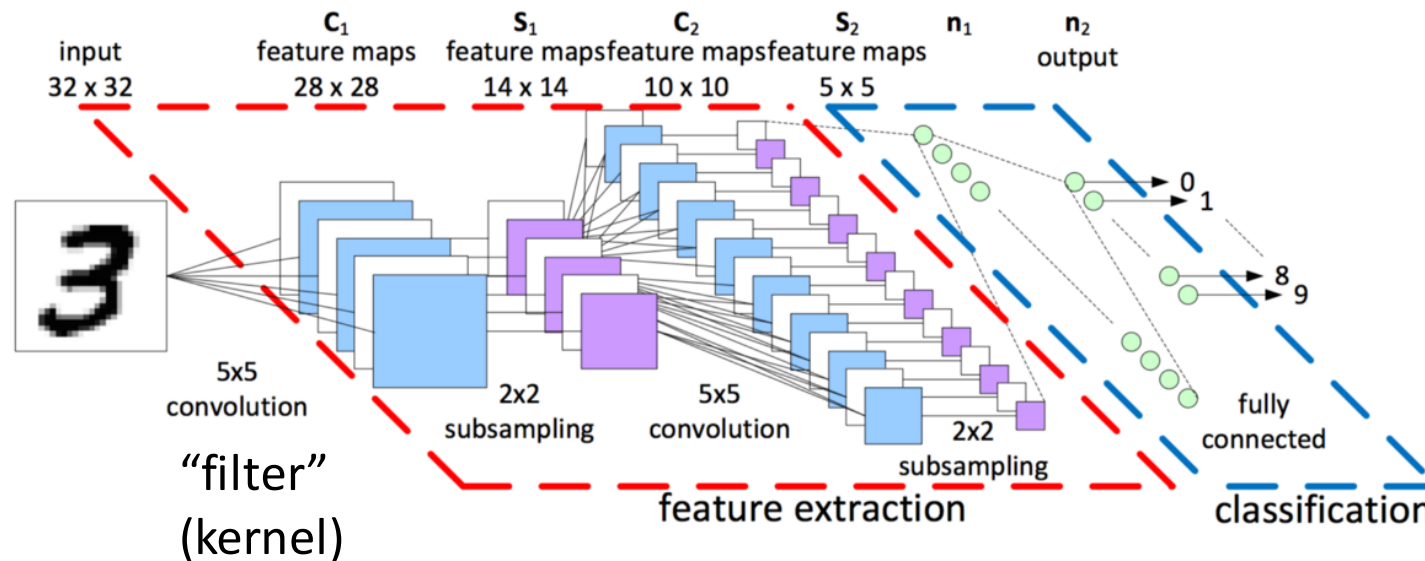 C₁
S₁
C₂
S₂
n₁
n₂
input
feature maps
feature maps
feature maps
feature maps
output
32 x 32
28 x 28
14 x 14
10 x 10
5 x 5
3
0
1
8
9
5x5
convolution
2x2
subsampling
5x5
convolution
2x2
subsampling
fully
connected
“filter”
(kernel)
feature extraction
classification